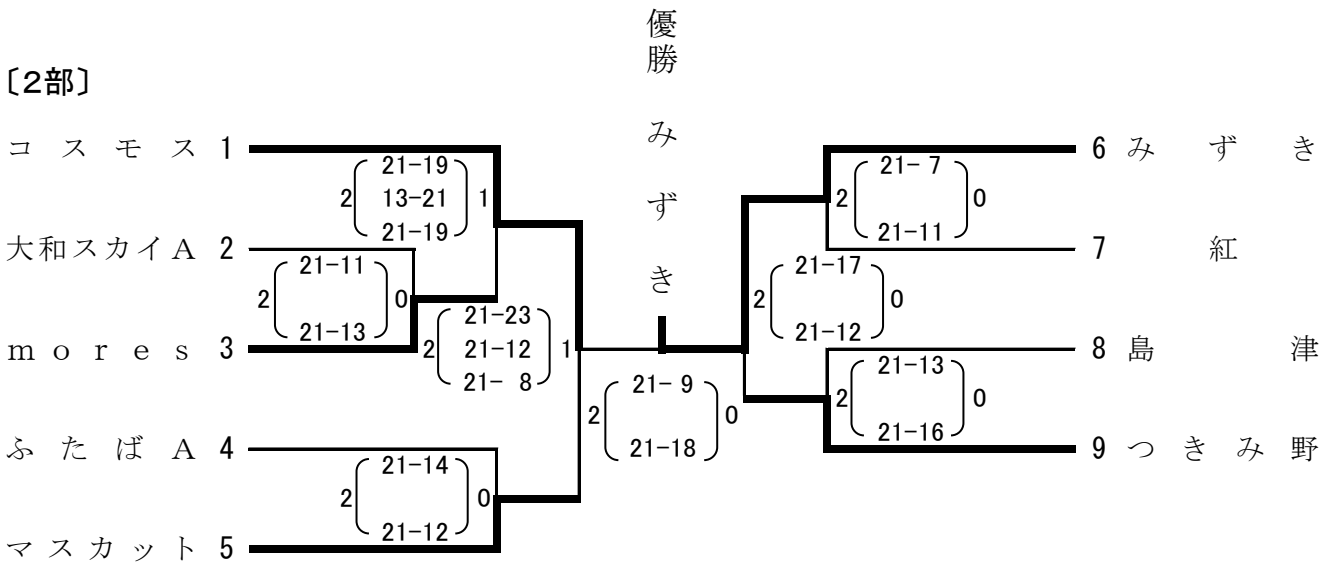 優勝 みずき
〔2部〕
コスモス 1
21-19
2 13-21 1
21-19
大和スカイA 2
21-11
2 0
21-13
mores 3
21-23
2 21-12 1
21- 8
ふたばA 4
21-14
2 0
21-12
マスカット 5
21- 9
2 0
21-18
6 みずき
21- 7
2 0
21-11
7 紅
21-17
2 0
21-12
8 島津
21-13
2 0
21-16
9 つきみ野